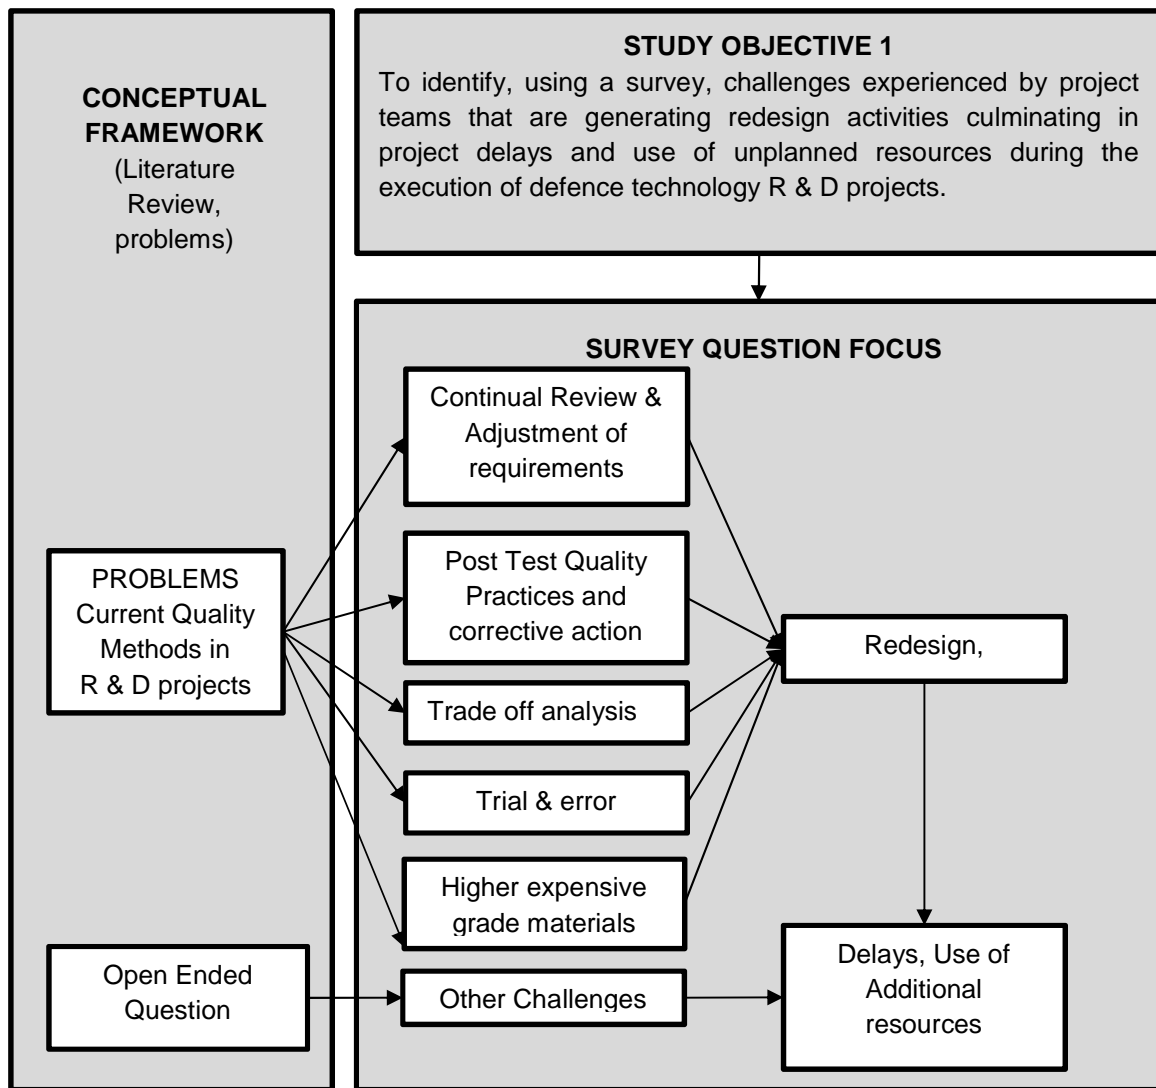 CONCEPTUAL
FRAMEWORK
(Literature
Review,
problems)
STUDY OBJECTIVE 1
To identify, using a survey, challenges experienced by project
teams that are generating redesign activities culminating in
project delays and use of unplanned resources during the
execution of defence technology R & D projects.
SURVEY QUESTION FOCUS
Continual Review &
Adjustment of
requirements
PROBLEMS
Current Quality
Methods in
R & D projects
Post Test Quality
Practices and
corrective action
Redesign,
Trade off analysis
Trial & error
Higher expensive
grade materials
Open Ended
Question
Other Challenges
Delays, Use of
Additional
resources